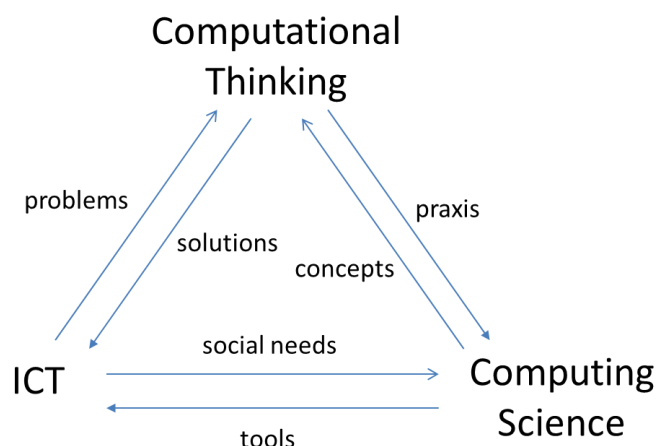 Computational
Thinking
problems
praxis
solutions
concepts
social needs
ICT
Computing
Science
tools